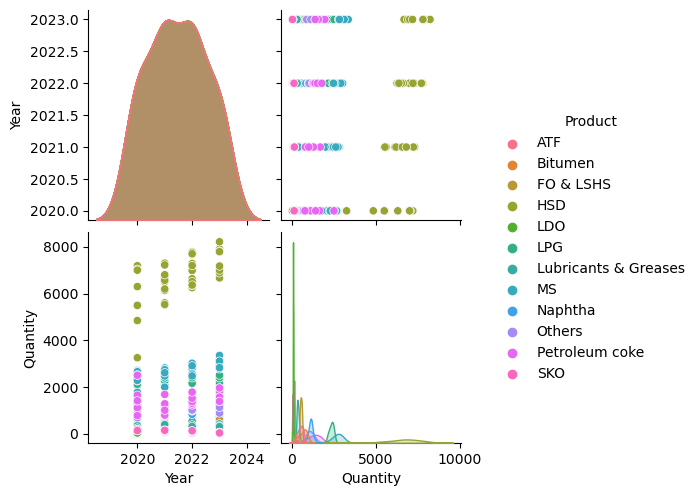 2023.0
2022.5
2022.0
2021.5
2021.0
2020.5
2020.0
Year
Product
ATF
Bitumen
FO & LSHS
HSD
LDO
LPG
Lubricants & Greases
MS
Naphtha
Others
Petroleum coke
SKO
8000
6000
4000
2000
0
Quantity
2020 2022 2024
Year
0 5000 10000
Quantity